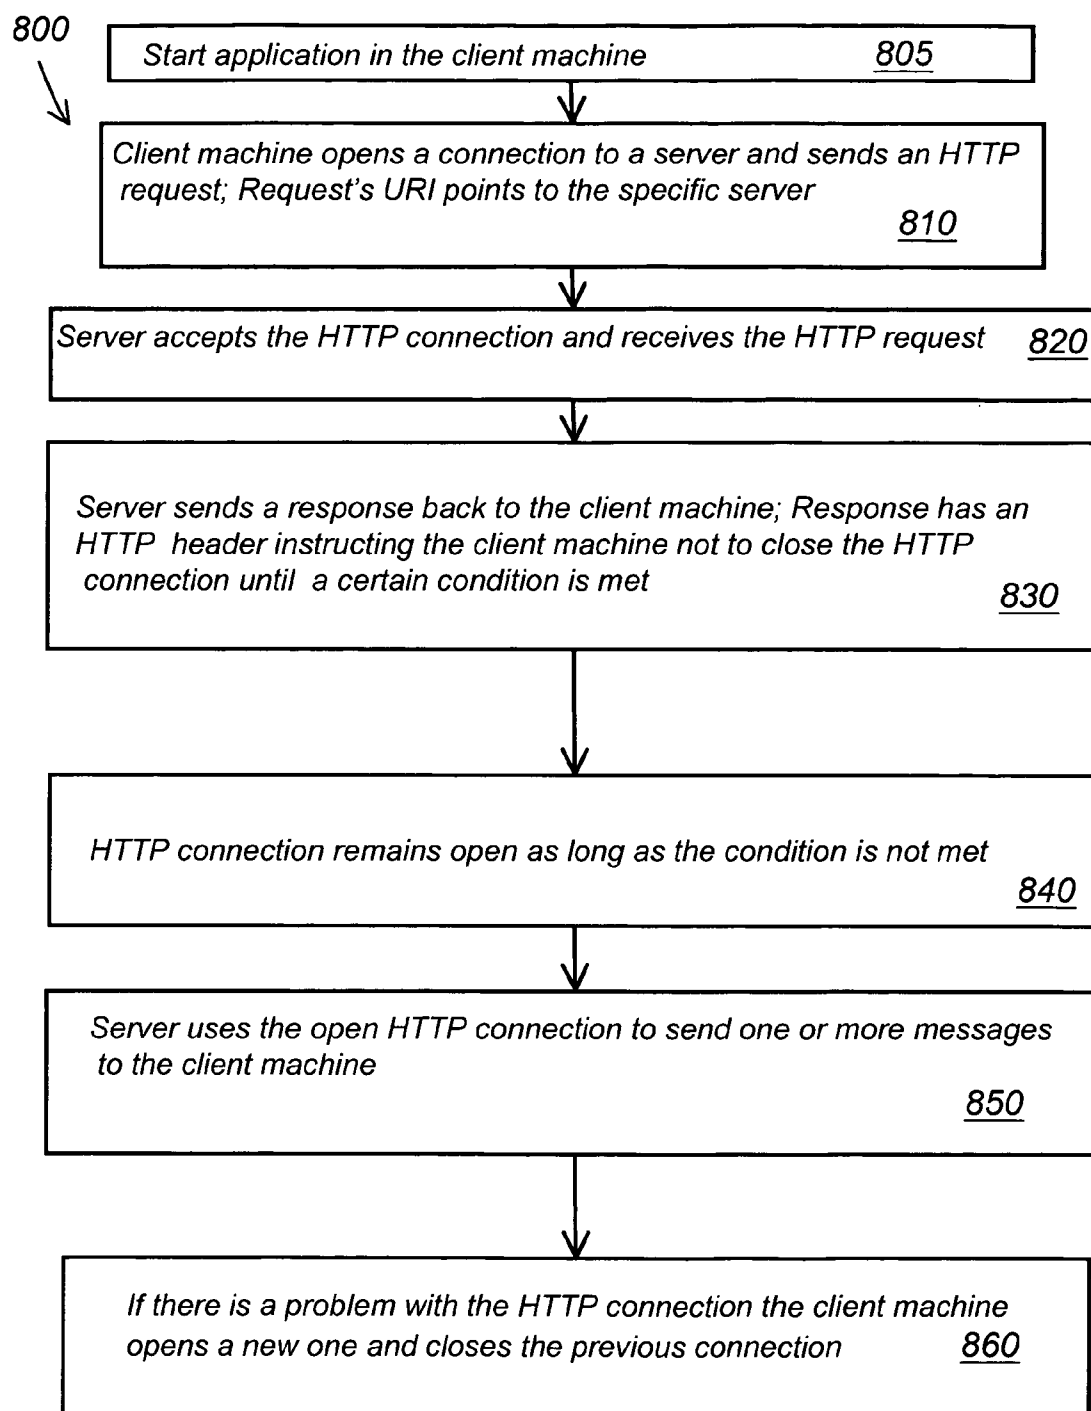 800
Start application in the client machine 805
Client machine opens a connection to a server and sends an HTTP
request; Request's URI points to the specific server
810
Server accepts the HTTP connection and receives the HTTP request 820
Server sends a response back to the client machine; Response has an
HTTP header instructing the client machine not to close the HTTP
connection until a certain condition is met
830
HTTP connection remains open as long as the condition is not met
840
Server uses the open HTTP connection to send one or more messages
to the client machine
850
If there is a problem with the HTTP connection the client machine
opens a new one and closes the previous connection 860